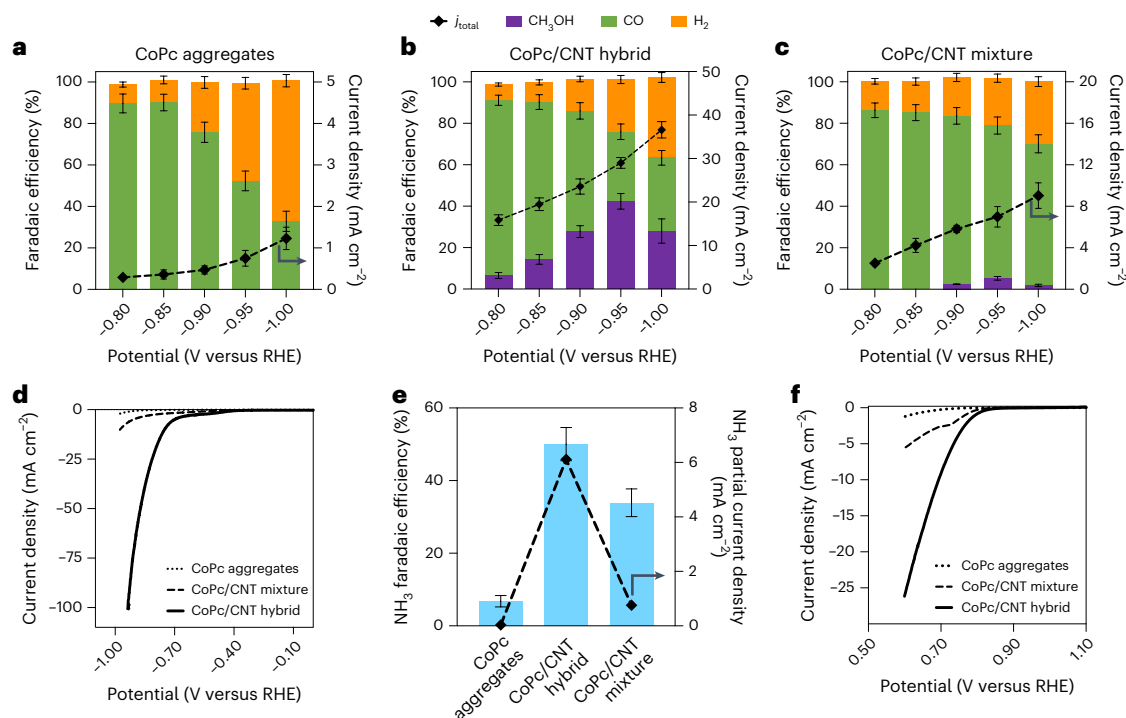 j_total CH3OH CO H2
a CoPc aggregates
Faradaic efficiency (%)
100
80
60
40
20
0
5
4
3
2
1
0
Current density (mA cm−2)
−0.80 −0.85 −0.90 −0.95 −1.00
Potential (V versus RHE)
b CoPc/CNT hybrid
Faradaic efficiency (%)
100
80
60
40
20
0
50
40
30
20
10
0
Current density (mA cm−2)
−0.80 −0.85 −0.90 −0.95 −1.00
Potential (V versus RHE)
c CoPc/CNT mixture
Faradaic efficiency (%)
100
80
60
40
20
0
20
16
12
8
4
0
Current density (mA cm−2)
−0.80 −0.85 −0.90 −0.95 −1.00
Potential (V versus RHE)
d
Current density (mA cm−2)
0
−25
−50
−75
−100
CoPc aggregates
CoPc/CNT mixture
CoPc/CNT hybrid
−1.00 −0.70 −0.40 −0.10
Potential (V versus RHE)
e
NH3 faradaic efficiency (%)
60
40
20
0
8
6
4
2
0
NH3 partial current density
(mA cm−2)
CoPc
aggregates
CoPc/CNT
hybrid
CoPc/CNT
mixture
f
Current density (mA cm−2)
0
−5
−10
−15
−20
−25
CoPc aggregates
CoPc/CNT mixture
CoPc/CNT hybrid
0.50 0.70 0.90 1.10
Potential (V versus RHE)